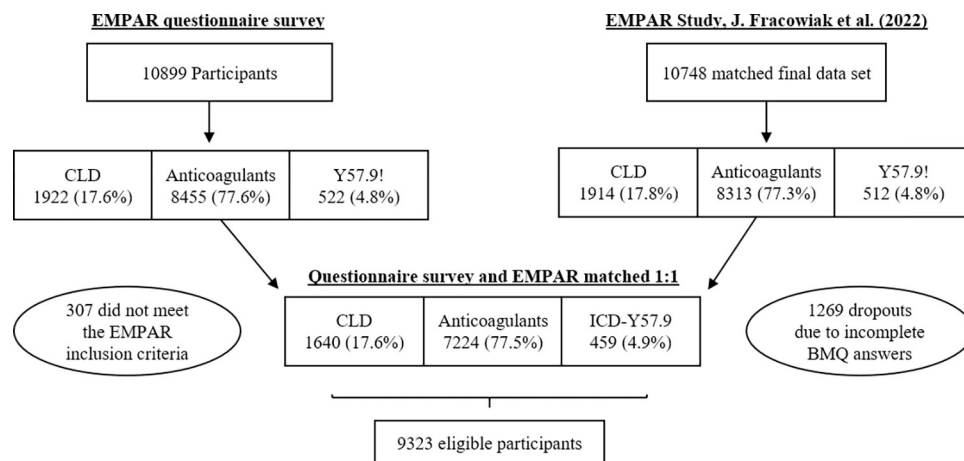 EMPAR questionnaire survey
10899 Participants
CLD
1922 (17.6%)
Anticoagulants
8455 (77.6%)
Y57.9!
522 (4.8%)
EMPAR Study, J. Fracowiak et al. (2022)
10748 matched final data set
CLD
1914 (17.8%)
Anticoagulants
8313 (77.3%)
Y57.9!
512 (4.8%)
Questionnaire survey and EMPAR matched 1:1
307 did not meet
the EMPAR
inclusion criteria
CLD
1640 (17.6%)
Anticoagulants
7224 (77.5%)
ICD-Y57.9
459 (4.9%)
1269 dropouts
due to incomplete
BMQ answers
9323 eligible participants